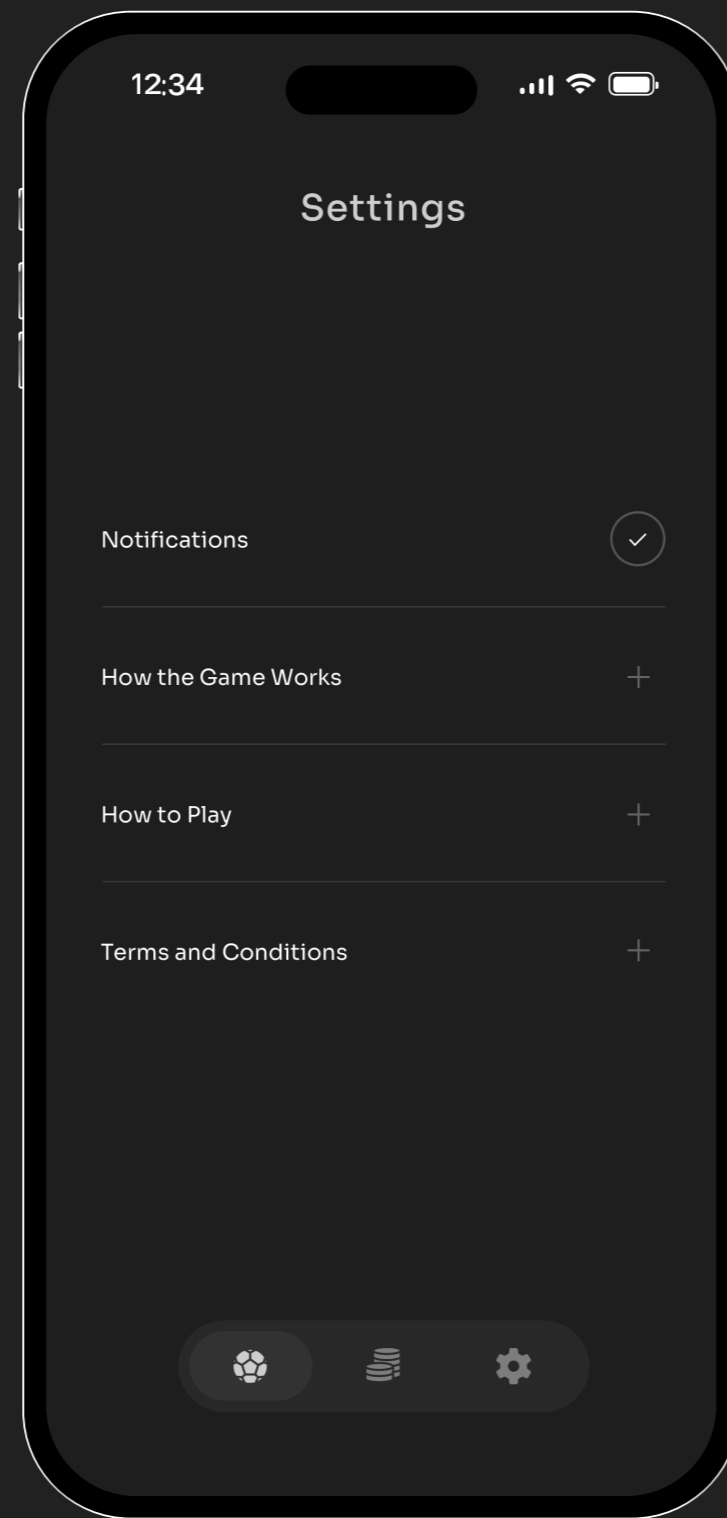 12:34
Settings
Notifications
How the Game Works
How to Play
Terms and Conditions